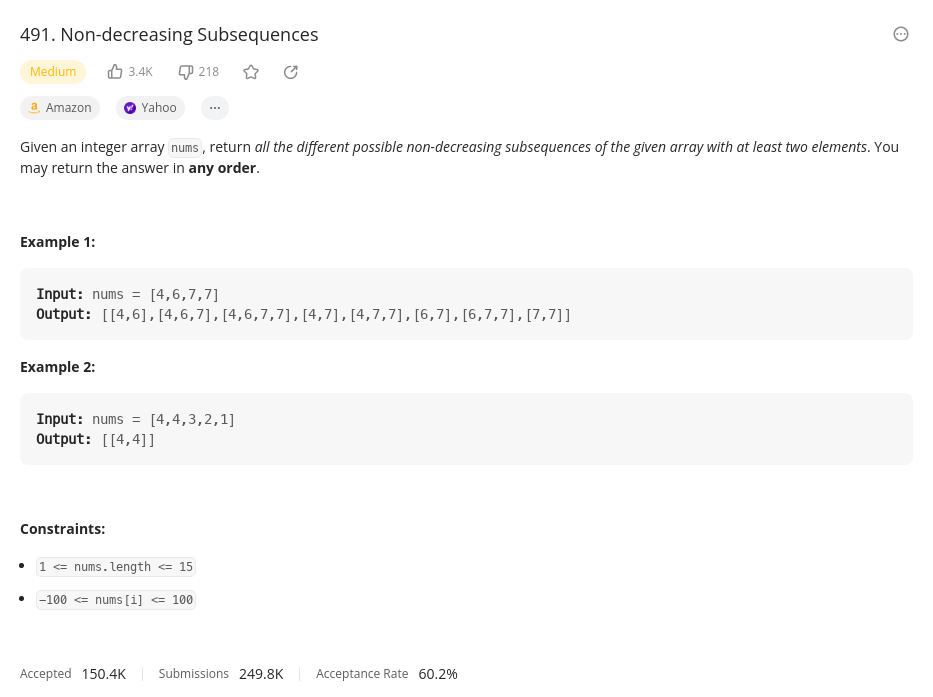 491. Non-decreasing Subsequences
Medium 3.4K 218
a Amazon y! Yahoo ...
Given an integer array nums, return all the different possible non-decreasing subsequences of the given array with at least two elements. You
may return the answer in any order.
Example 1:
Input: nums = [4,6,7,7]
Output: [[4,6],[4,6,7],[4,6,7,7],[4,7],[4,7,7],[6,7],[6,7,7],[7,7]]
Example 2:
Input: nums = [4,4,3,2,1]
Output: [[4,4]]
Constraints:
• 1 <= nums.length <= 15
• -100 <= nums[i] <= 100
Accepted 150.4K Submissions 249.8K Acceptance Rate 60.2%